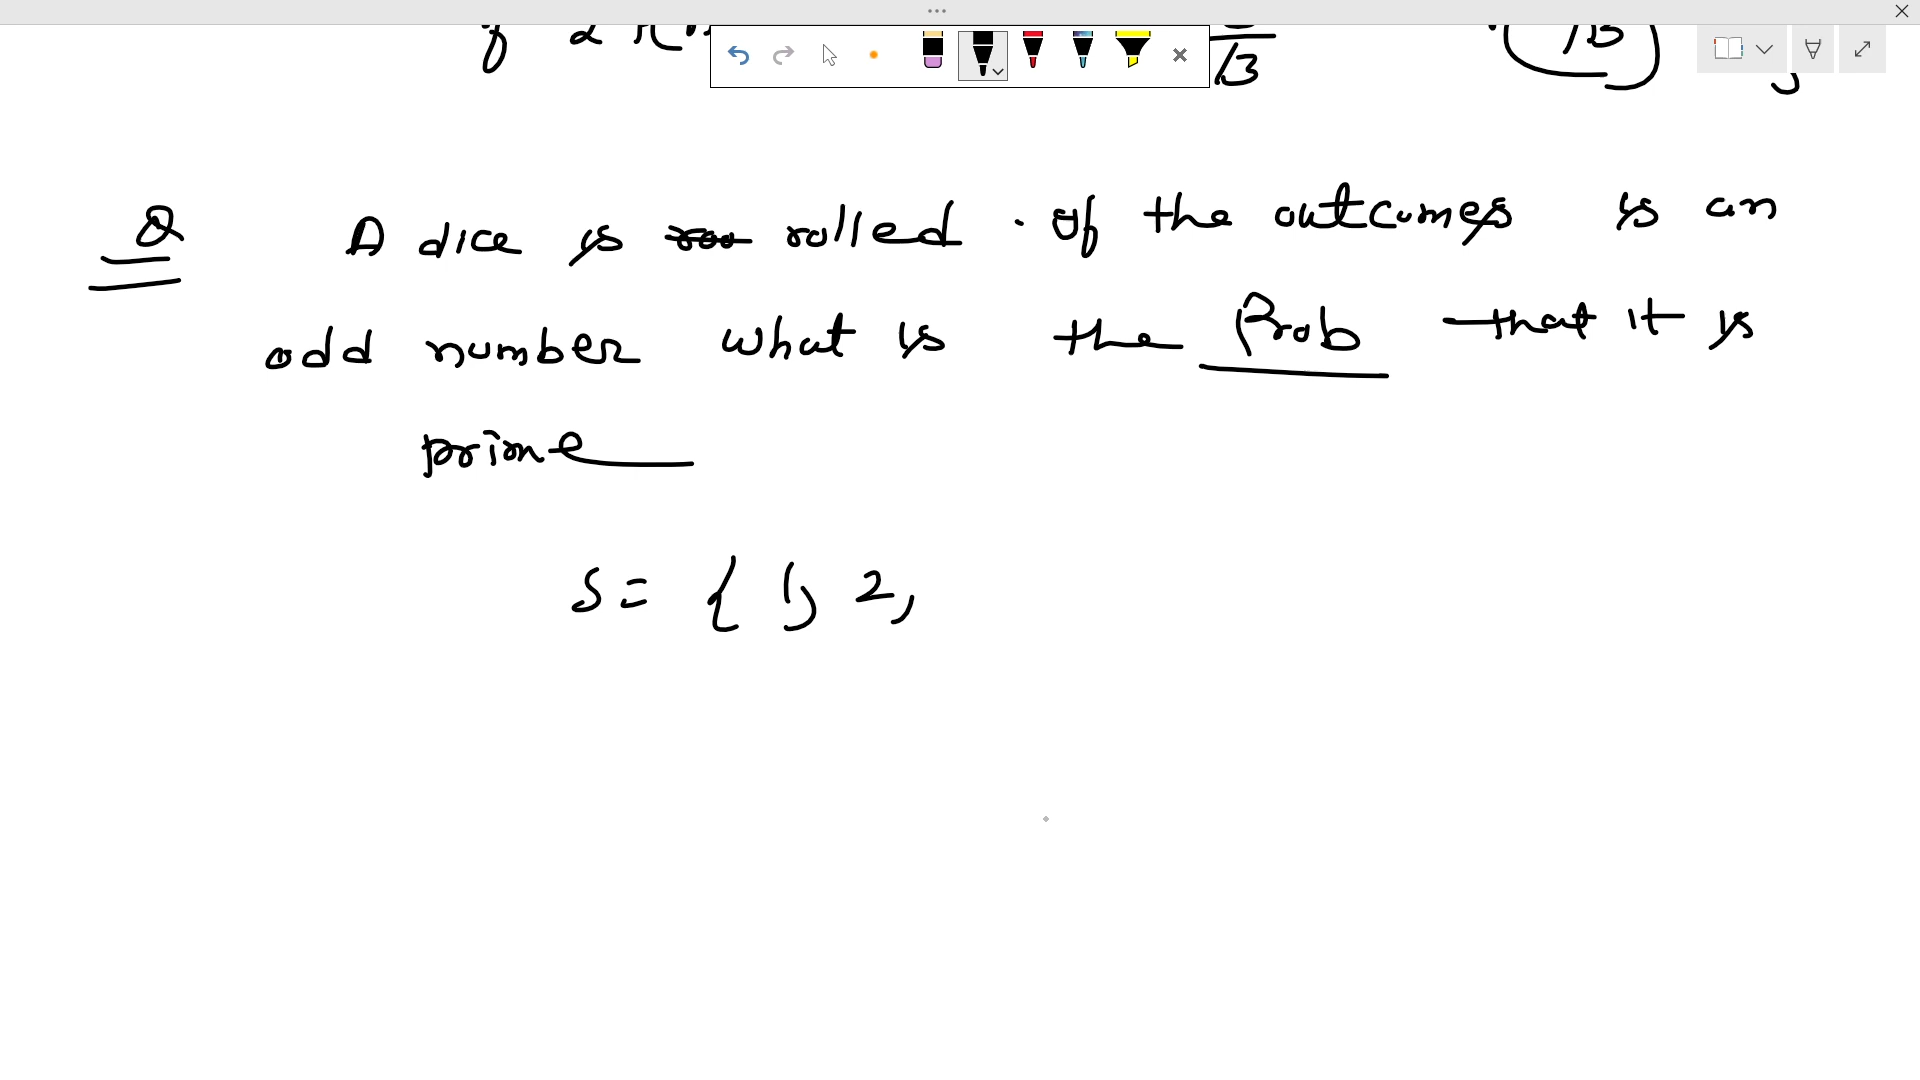 Q A dice is rolled . If the outcomes is an
odd number what is the Prob that it is
prime
S = { 1, 2,